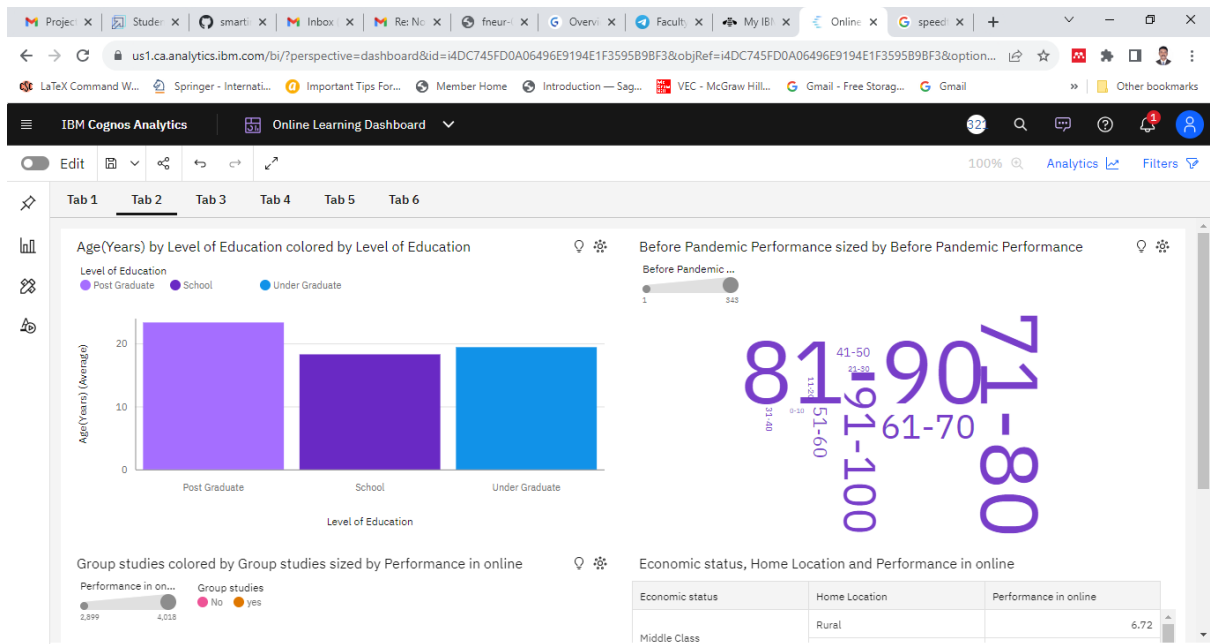 Project Studer smarti Inbox ( Re: No: fneur- Overvi Faculty My IBM Online speed
us1.ca.analytics.ibm.com/bi/?perspective=dashboard&id=i4DC745FD0A06496E9194E1F3595B9BF3&objRef=i4DC745FD0A06496E9194E1F3595B9BF3&option...
LaTeX Command W... Springer - Internati... Important Tips For... Member Home Introduction — Sag... VEC - McGraw Hill... Gmail - Free Storag... Gmail » Other bookmarks
IBM Cognos Analytics Online Learning Dashboard 321 1
Edit 100% Analytics Filters
Tab 1 Tab 2 Tab 3 Tab 4 Tab 5 Tab 6
Age(Years) by Level of Education colored by Level of Education
Level of Education
Post Graduate School Under Graduate
Age(Years) (Average)
20
10
0
Post Graduate School Under Graduate
Level of Education
Before Pandemic Performance sized by Before Pandemic Performance
Before Pandemic ...
1 343
81-90
71-80
91-100
61-70
51-60
41-50
31-40
21-30
11-20
0-10
Group studies colored by Group studies sized by Performance in online
Performance in on... Group studies
No yes
2,899 4,018
Economic status, Home Location and Performance in online
Economic status Home Location Performance in online
Middle Class Rural 6.72